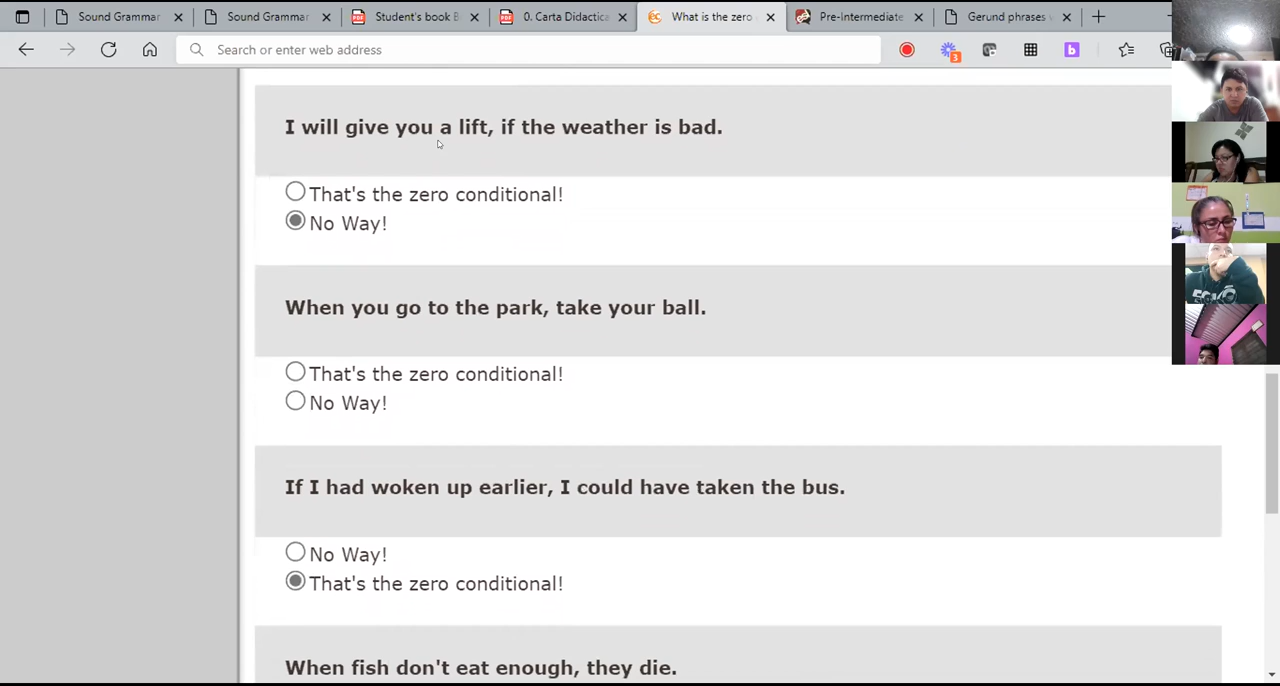 Sound Grammar
Sound Grammar
Student's book B
0. Carta Didactica
What is the zero
Pre-Intermediate
Gerund phrases
Search or enter web address
3
b
I will give you a lift, if the weather is bad.
That's the zero conditional!
No Way!
When you go to the park, take your ball.
That's the zero conditional!
No Way!
If I had woken up earlier, I could have taken the bus.
No Way!
That's the zero conditional!
When fish don't eat enough, they die.